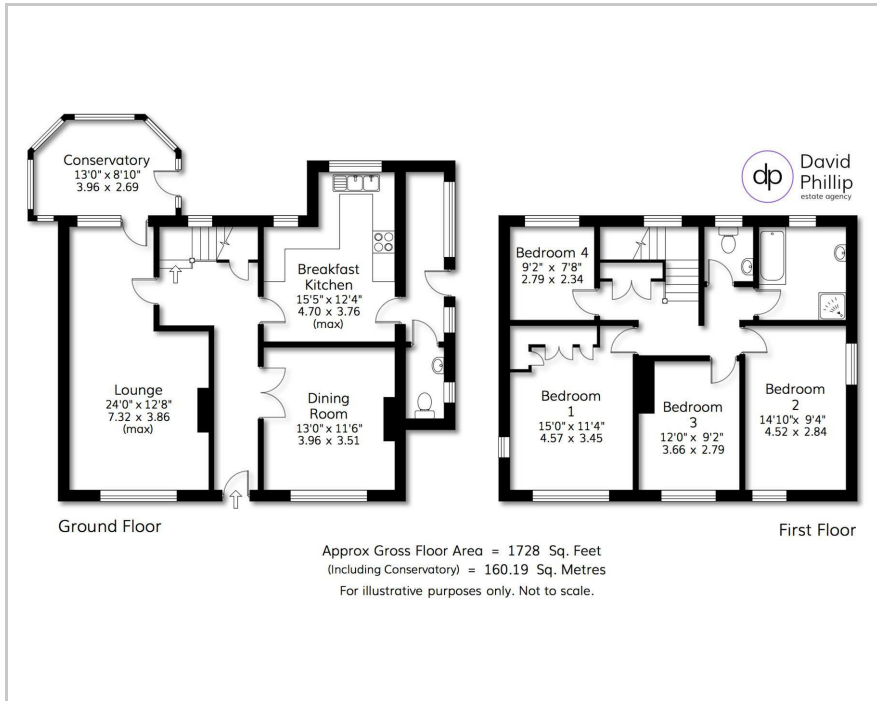 Conservatory
13'0" x 8'10"
3.96 x 2.69
Breakfast
Kitchen
15'5" x 12'4"
4.70 x 3.76
(max)
Lounge
24'0" x 12'8"
7.32 x 3.86
(max)
Dining
Room
13'0" x 11'6"
3.96 x 3.51
Ground Floor
dp
David
Phillip
estate agency
Bedroom 4
9'2" x 7'8"
2.79 x 2.34
Bedroom
1
15'0" x 11'4"
4.57 x 3.45
Bedroom
3
12'0" x 9'2"
3.66 x 2.79
Bedroom
2
14'10" x 9'4"
4.52 x 2.84
First Floor
Approx Gross Floor Area = 1728 Sq. Feet
(Including Conservatory) = 160.19 Sq. Metres
For illustrative purposes only. Not to scale.